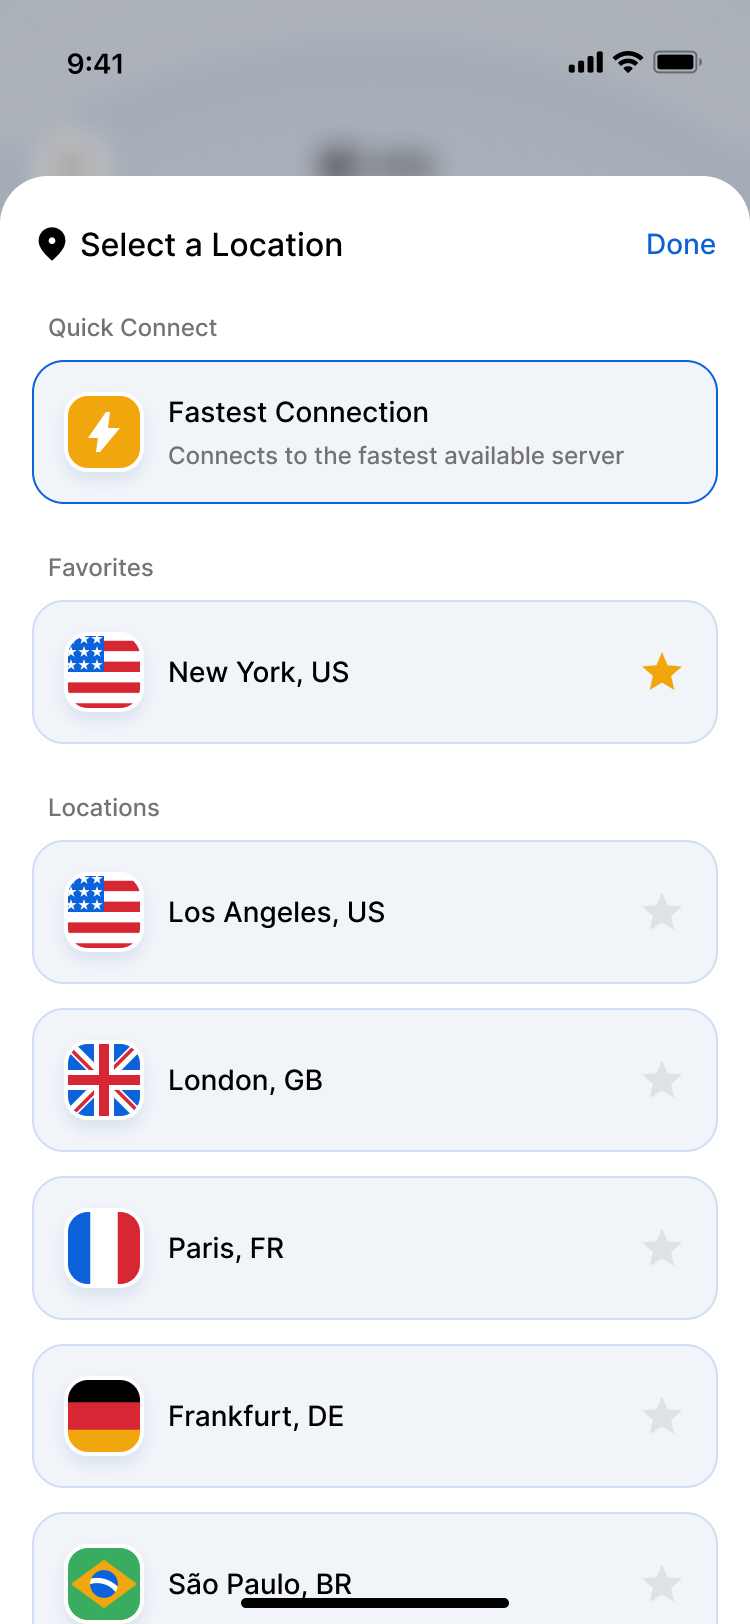 9:41
Select a Location
Done
Quick Connect
Fastest Connection
Connects to the fastest available server
Favorites
New York, US
Locations
Los Angeles, US
London, GB
Paris, FR
Frankfurt, DE
São Paulo, BR